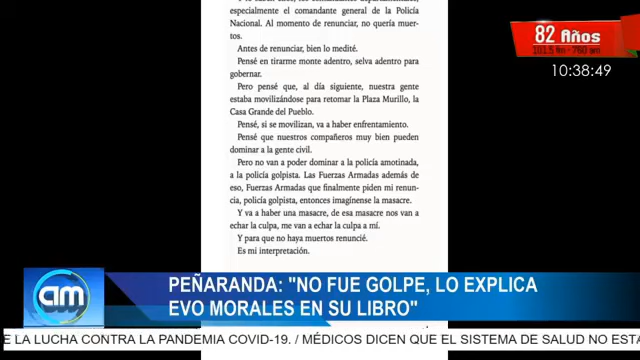 especialmente el comandante general de la Policía
Nacional. Al momento de renunciar, no quería muer-
tos.
Antes de renunciar, bien lo medité.
Pensé en tirarme monte adentro, selva adentro para
gobernar.
Pero pensé que, al día siguiente, nuestra gente
estaba movilizándose para retomar la Plaza Murillo, la
Casa Grande del Pueblo.
Pensé, si se movilizan, va a haber enfrentamiento.
Pensé que nuestros compañeros muy bien pueden
dominar a la gente civil.
Pero no van a poder dominar a la policía amotinada,
a la policía golpista. Las Fuerzas Armadas además de
eso, Fuerzas Armadas que finalmente piden mi renun-
cia, policía golpista, entonces imagínense la masacre.
Y va a haber una masacre, de esa masacre nos van a
echar la culpa, me van a echar la culpa a mí.
Y para que no haya muertos renuncié.
Es mi interpretación.
82 Años
101.5 fm - 760 am
10:38:49
am
PEÑARANDA: "NO FUE GOLPE, LO EXPLICA
EVO MORALES EN SU LIBRO"
E LA LUCHA CONTRA LA PANDEMIA COVID-19. / MÉDICOS DICEN QUE EL SISTEMA DE SALUD NO ESTA